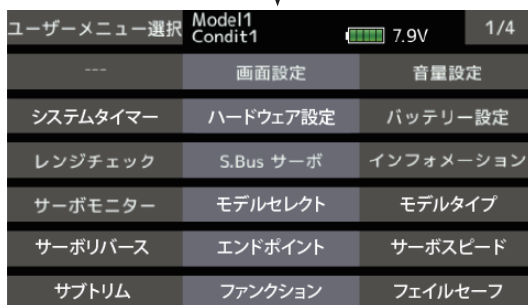 ユーザーメニュー選択 Model1 Condit1 7.9V 1/4
--- 画面設定 音量設定
システムタイマー ハードウェア設定 バッテリー設定
レンジチェック S.Bus サーボ インフォメーション
サーボモニター モデルセレクト モデルタイプ
サーボリバース エンドポイント サーボスピード
サブトリム ファンクション フェイルセーフ